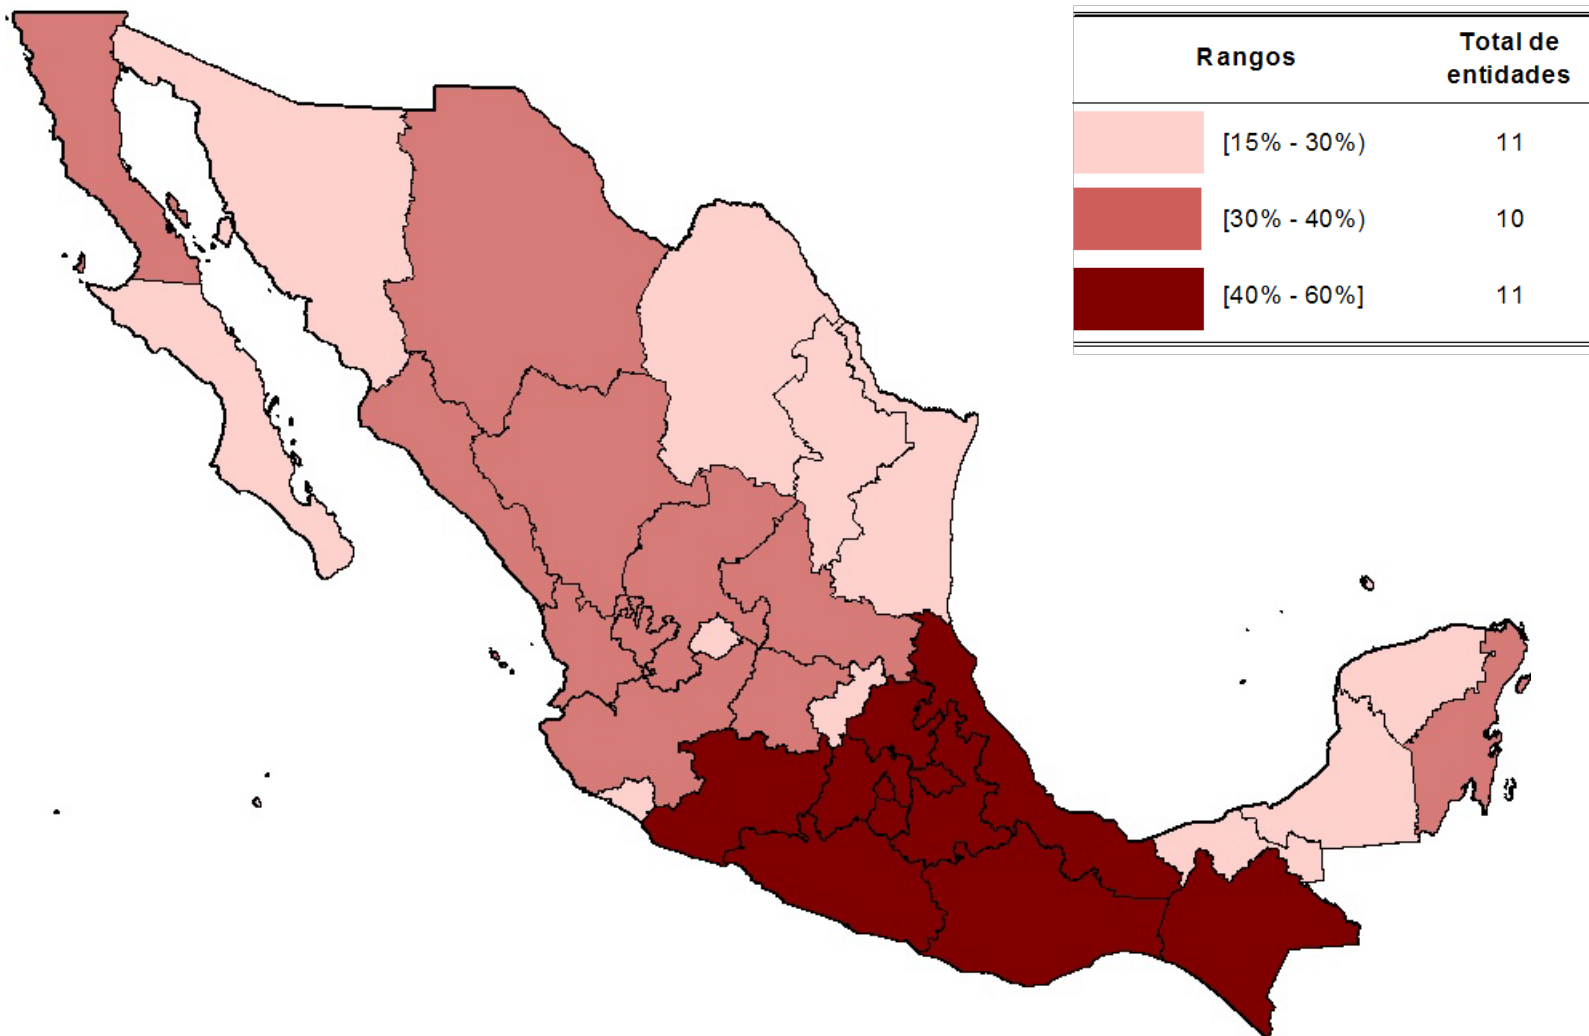 Rangos Total de
entidades
[15% - 30%) 11
[30% - 40%) 10
[40% - 60%] 11